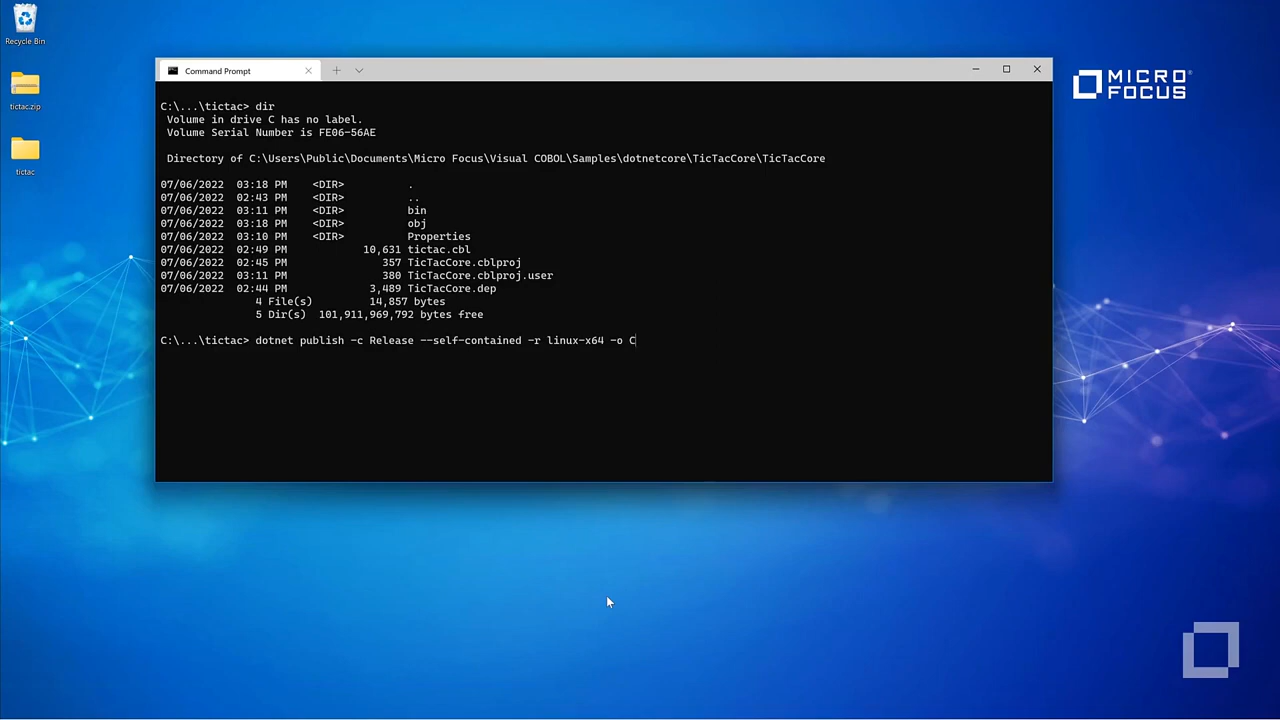 Recycle Bin
tictac.zip
tictac
Command Prompt
MICRO
FOCUS®
C:\...\tictac> dir
 Volume in drive C has no label.
 Volume Serial Number is FE06-56AE
 Directory of C:\Users\Public\Documents\Micro Focus\Visual COBOL\Samples\dotnetcore\TicTacCore\TicTacCore
07/06/2022  03:18 PM    <DIR>          .
07/06/2022  02:43 PM    <DIR>          ..
07/06/2022  03:11 PM    <DIR>          bin
07/06/2022  03:18 PM    <DIR>          obj
07/06/2022  03:10 PM    <DIR>          Properties
07/06/2022  02:49 PM            10,631 tictac.cbl
07/06/2022  02:45 PM               357 TicTacCore.cblproj
07/06/2022  03:11 PM               380 TicTacCore.cblproj.user
07/06/2022  02:44 PM             3,489 TicTacCore.dep
               4 File(s)          14,857 bytes
               5 Dir(s)  101,911,969,792 bytes free
C:\...\tictac> dotnet publish -c Release --self-contained -r linux-x64 -o C